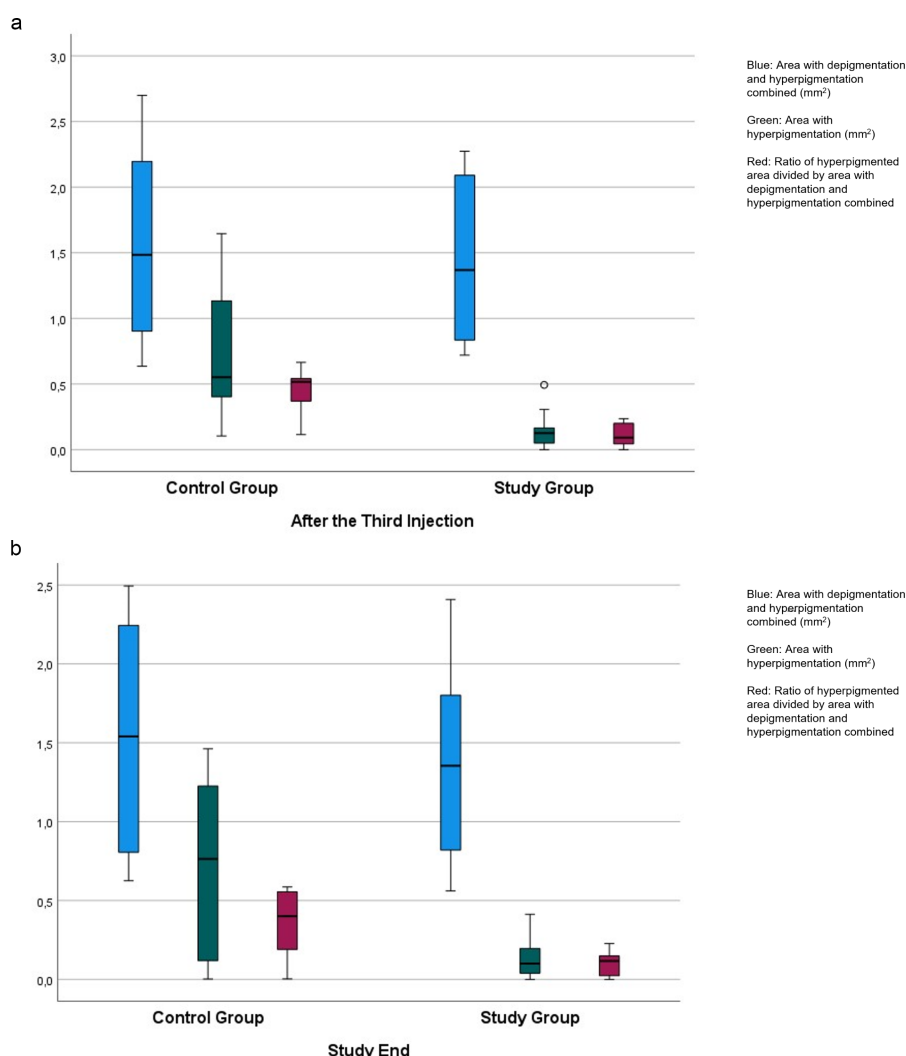 a
3,0
2,5
2,0
1,5
1,0
0,5
0,0
Control Group
Study Group
After the Third Injection
Blue: Area with depigmentation
and hyperpigmentation
combined (mm²)
Green: Area with
hyperpigmentation (mm²)
Red: Ratio of hyperpigmented
area divided by area with
depigmentation and
hyperpigmentation combined
b
2,5
2,0
1,5
1,0
0,5
0,0
Control Group
Study Group
Study End
Blue: Area with depigmentation
and hyperpigmentation
combined (mm²)
Green: Area with
hyperpigmentation (mm²)
Red: Ratio of hyperpigmented
area divided by area with
depigmentation and
hyperpigmentation combined